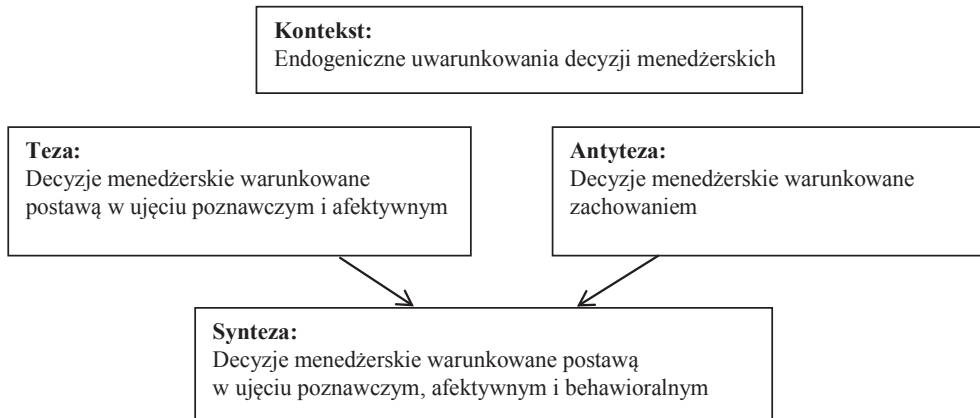 Kontekst:
Endogeniczne uwarunkowania decyzji menedżerskich
Teza:
Decyzje menedżerskie warunkowane
postawą w ujęciu poznawczym i afektywnym
Antyteza:
Decyzje menedżerskie warunkowane
zachowaniem
Synteza:
Decyzje menedżerskie warunkowane postawą
w ujęciu poznawczym, afektywnym i behawioralnym